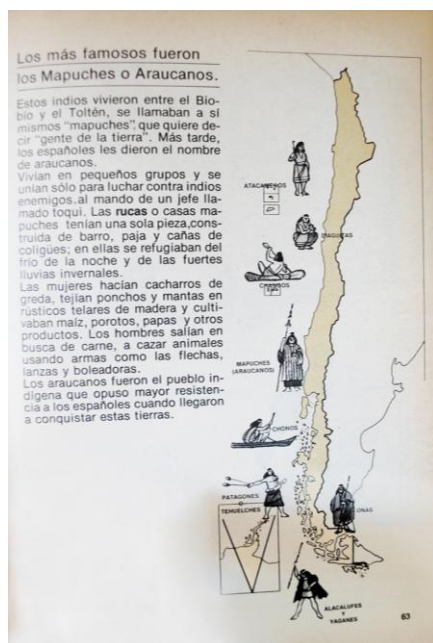 Los más famosos fueron
los Mapuches o Araucanos.
Estos indios vivieron entre el Bio-
bío y el Toltén, se llamaban a sí
mismos "mapuches", que quiere de-
cir "gente de la tierra". Más tarde,
los españoles les dieron el nombre
de araucanos.
Vivían en pequeños grupos y se
unían sólo para luchar contra indios
enemigos.al mando de un jefe lla-
mado toqui. Las rucas o casas ma-
puches tenían una sola pieza,cons-
truida de barro, paja y cañas de
coligües; en ellas se refugiaban del
frío de la noche y de las fuertes
lluvias invernales.
Las mujeres hacían cacharros de
greda, tejían ponchos y mantas en
rústicos telares de madera y culti-
vaban maíz, porotos, papas y otros
productos. Los hombres salían en
busca de carne, a cazar animales
usando armas como las flechas,
lanzas y boleadoras.
Los araucanos fueron el pueblo in-
dígena que opuso mayor resisten-
cia a los españoles cuando llegaron
a conquistar estas tierras.
ATACAMEÑOS
DIAGUITAS
CHANGOS
MAPUCHES
(ARAUCANOS)
CHONOS
PATAGONES
O
TEHUELCHES
ONAS
ALACALUFES
Y
YAGANES
63